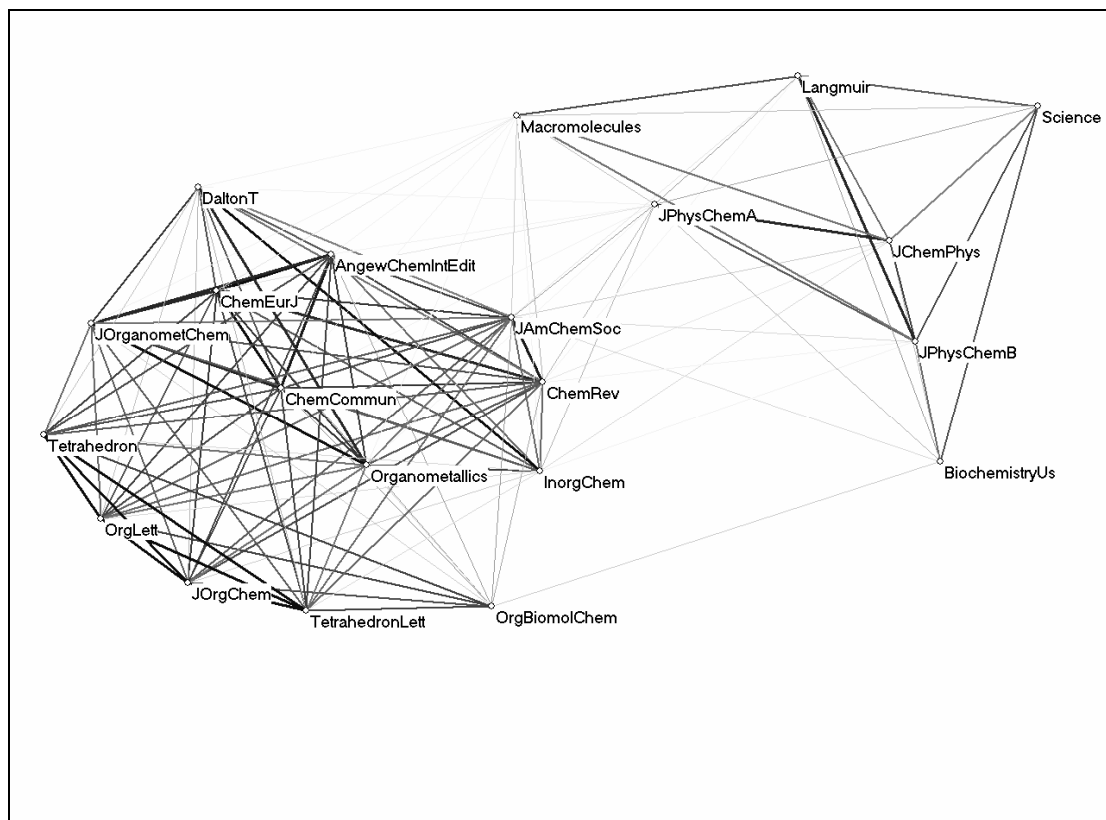 Langmuir
Science
Macromolecules
DaltonT
JPhysChemA
JChemPhys
AngewChemIntEdit
ChemEurJ
JOrganometChem
JAmChemSoc
JPhysChemB
ChemRev
ChemCommun
Tetrahedron
Organometallics
InorgChem
BiochemistryUs
OrgLett
JOrgChem
TetrahedronLett
OrgBiomolChem